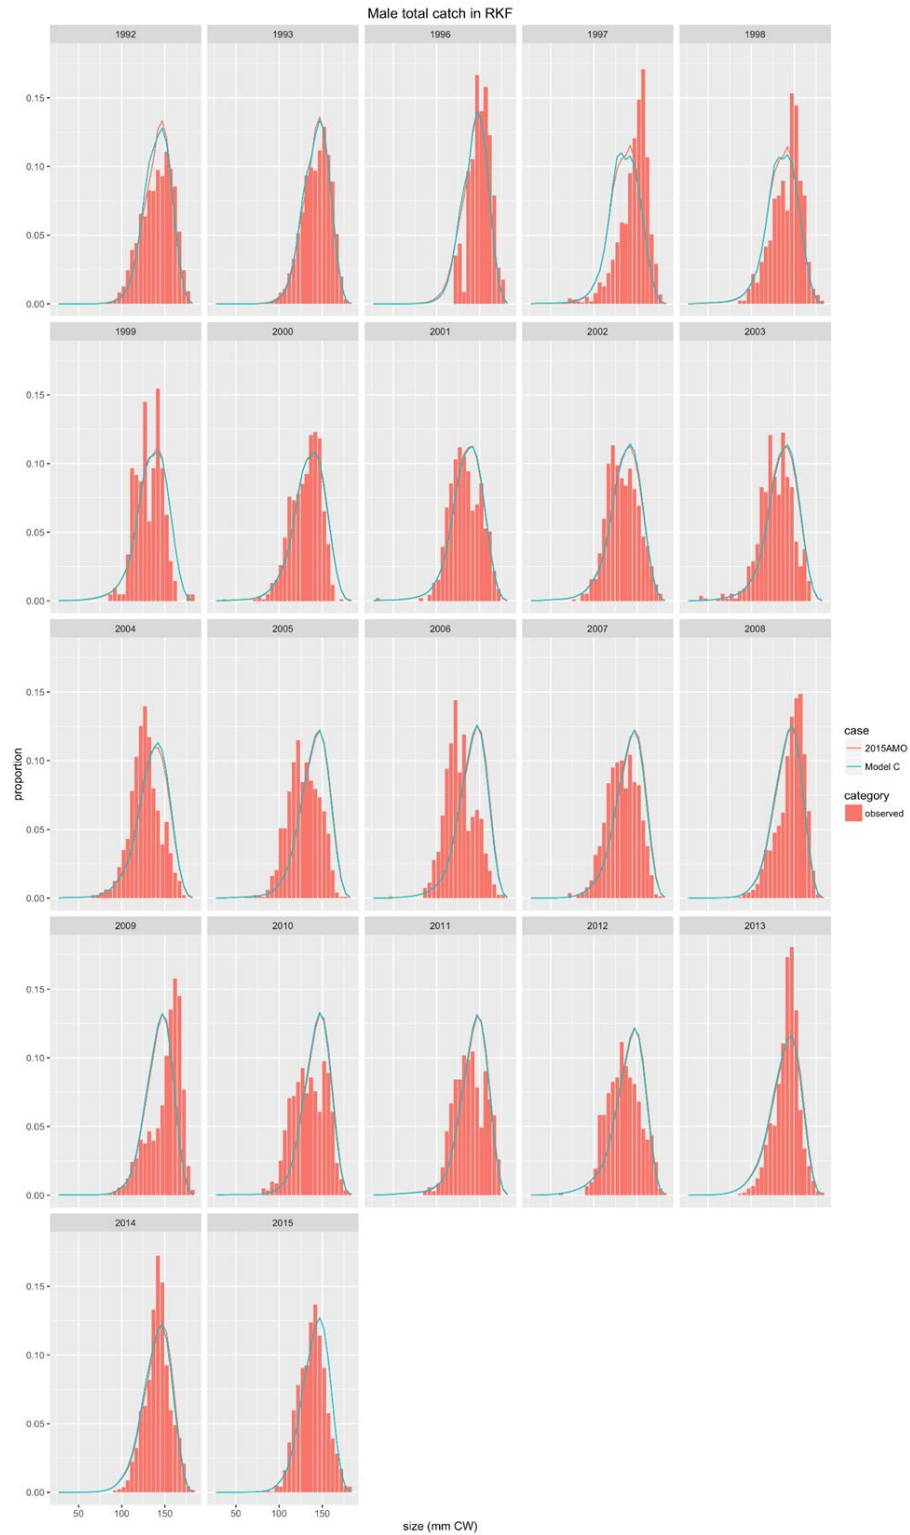 Male total catch in RKF
1992 1993 1996 1997 1998
0.15
0.10
0.05
0.00
1999 2000 2001 2002 2003
0.15
0.10
0.05
0.00
2004 2005 2006 2007 2008
0.15
0.10
0.05
0.00
proportion
case
2015AMO
Model C
category
observed
2009 2010 2011 2012 2013
0.15
0.10
0.05
0.00
2014 2015
0.15
0.10
0.05
0.00
50 100 150 50 100 150
size (mm CW)